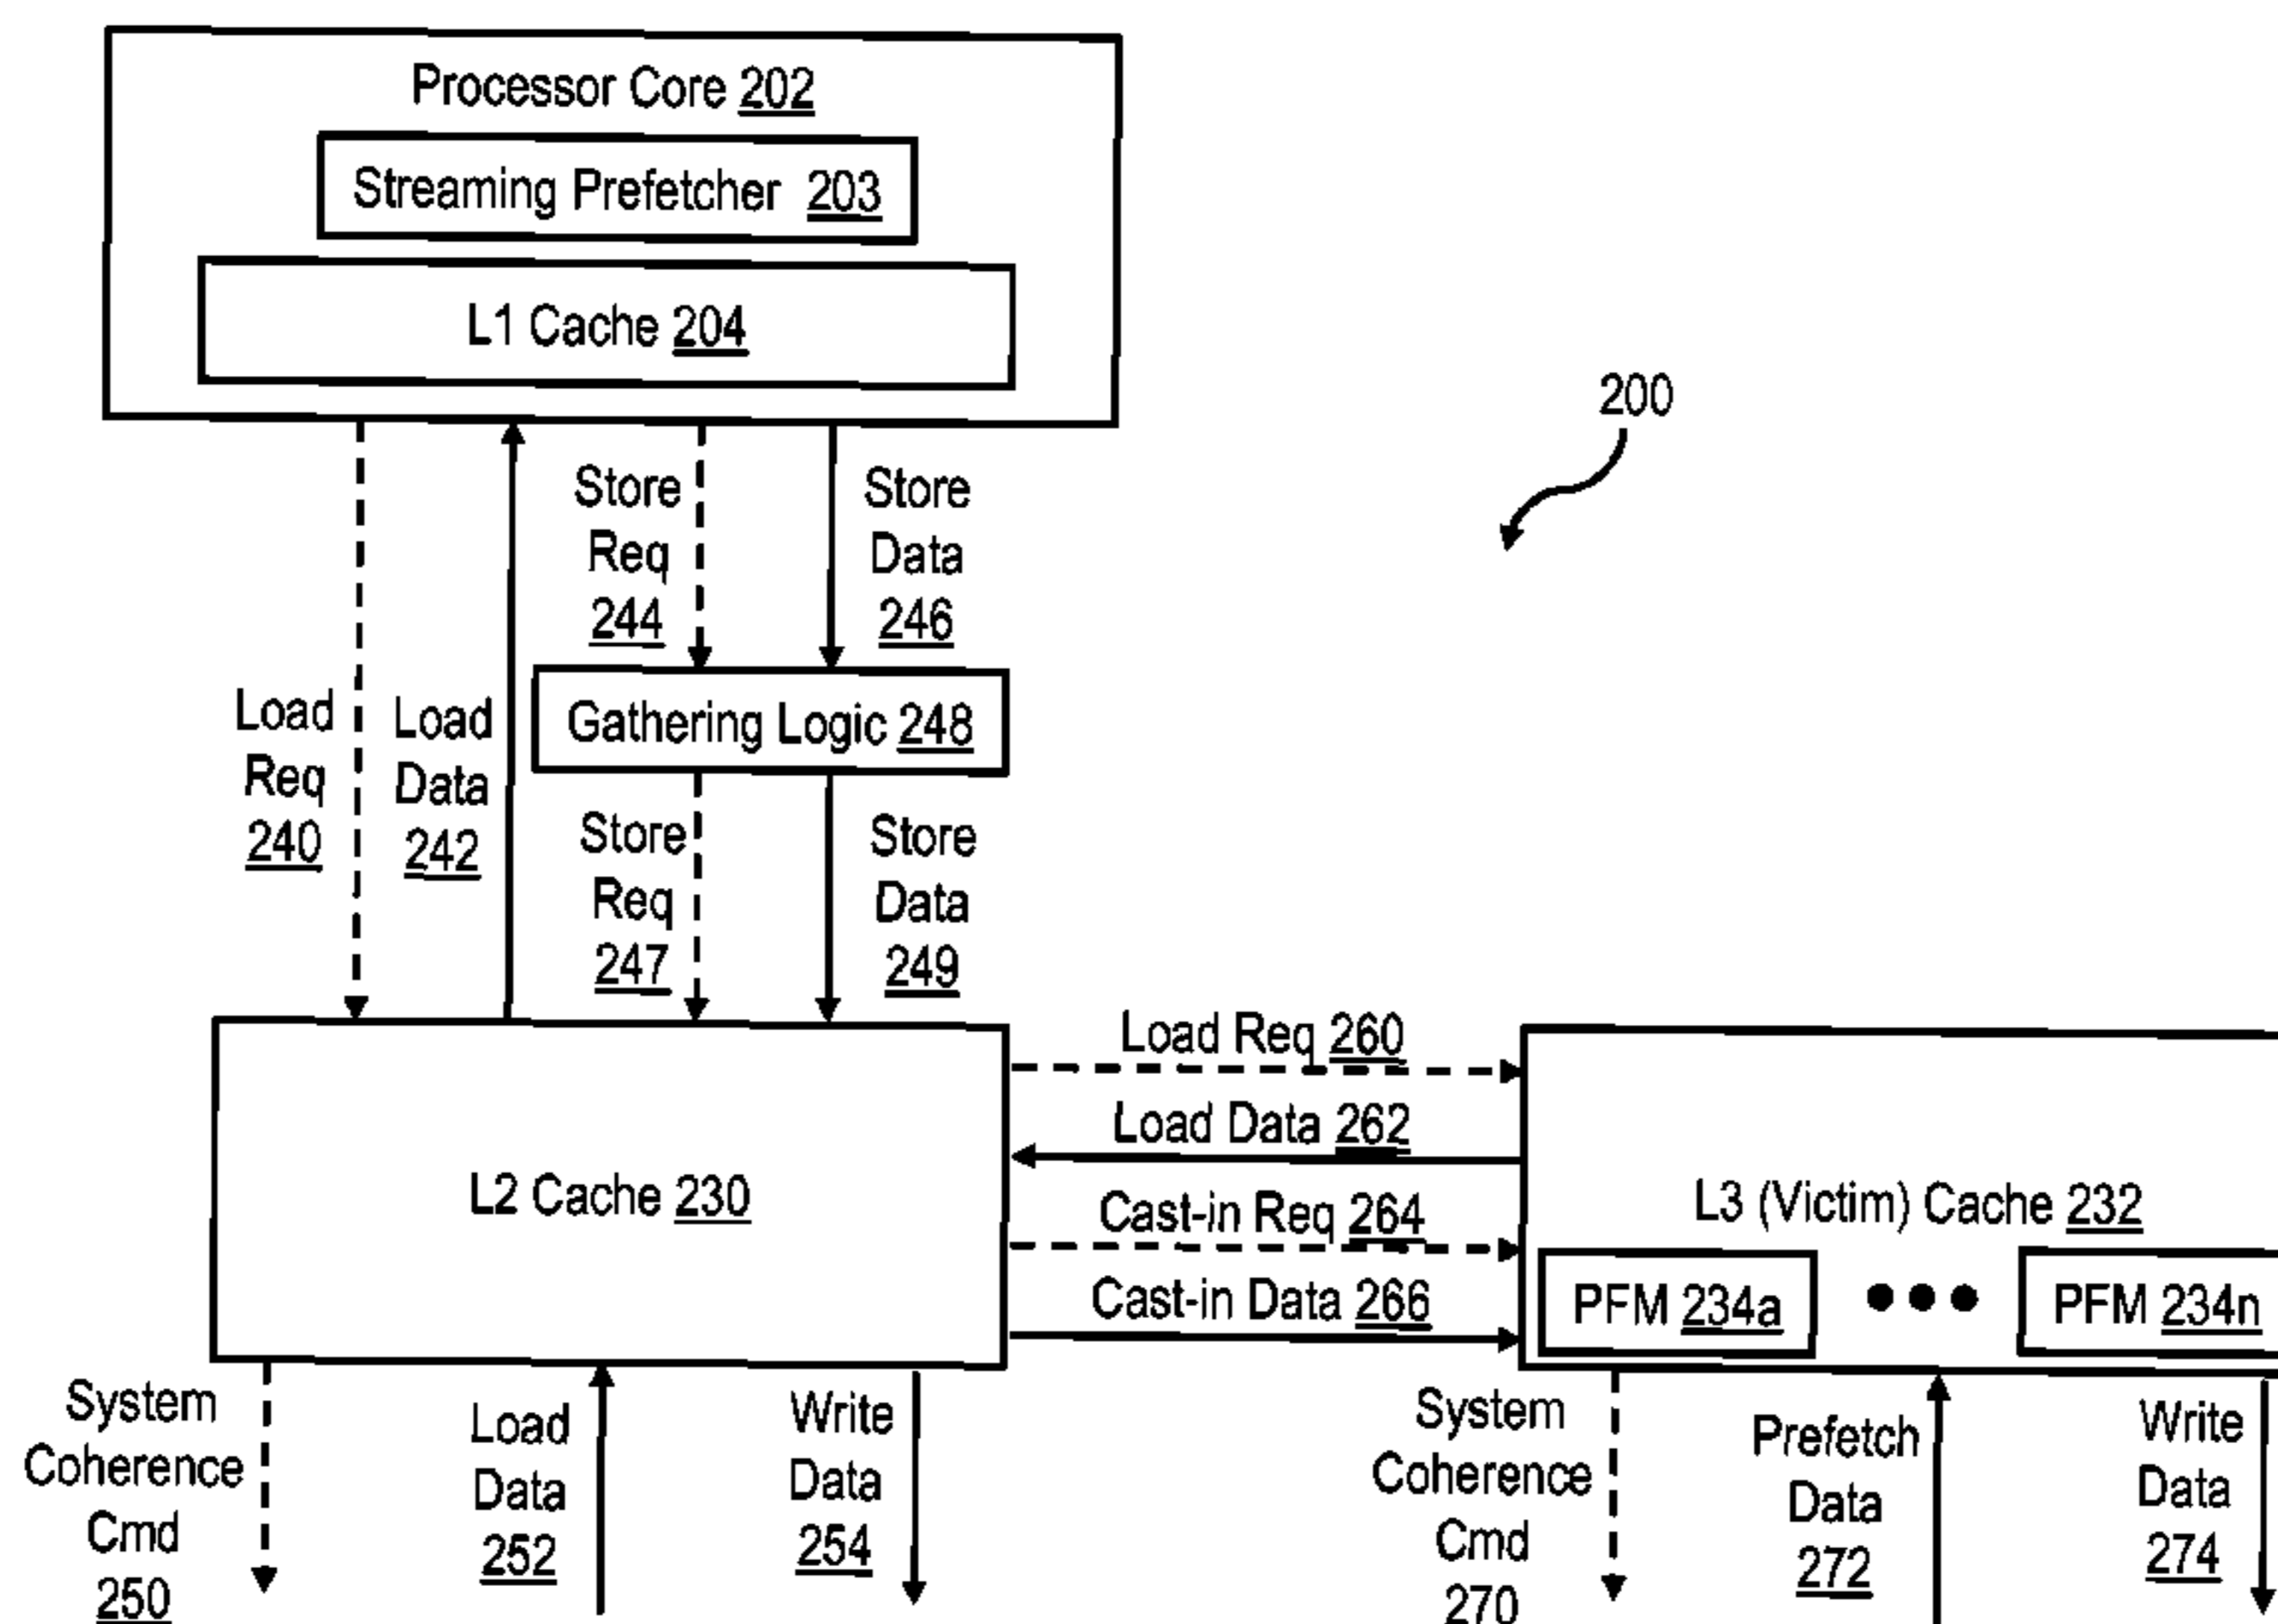 Processor Core 202
Streaming Prefetcher 203
L1 Cache 204
200
Store
Req
244
Store
Data
246
Load
Req
240
Load
Data
242
Gathering Logic 248
Store
Req
247
Store
Data
249
Load Req 260
Load Data 262
Cast-in Req 264
Cast-in Data 266
L2 Cache 230
L3 (Victim) Cache 232
PFM 234a
PFM 234n
System
Coherence
Cmd
250
Load
Data
252
Write
Data
254
System
Coherence
Cmd
270
Prefetch
Data
272
Write
Data
274